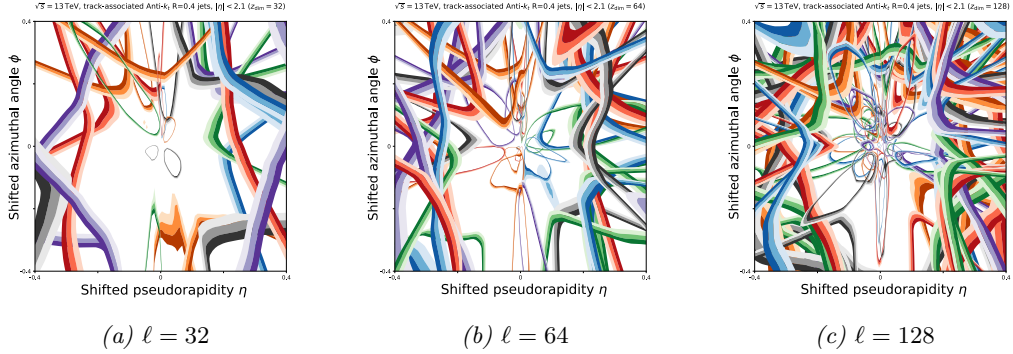 √s = 13 TeV, track-associated Anti-kt R=0.4 jets, |η| < 2.1 (zdim = 32)
Shifted azimuthal angle ϕ
0.4
0
-0.4
-0.4 0 0.4
Shifted pseudorapidity η
(a) ℓ = 32
√s = 13 TeV, track-associated Anti-kt R=0.4 jets, |η| < 2.1 (zdim = 64)
Shifted azimuthal angle ϕ
0.4
0
-0.4
-0.4 0 0.4
Shifted pseudorapidity η
(b) ℓ = 64
√s = 13 TeV, track-associated Anti-kt R=0.4 jets, |η| < 2.1 (zdim = 128)
Shifted azimuthal angle ϕ
0.4
0
-0.4
-0.4 0 0.4
Shifted pseudorapidity η
(c) ℓ = 128